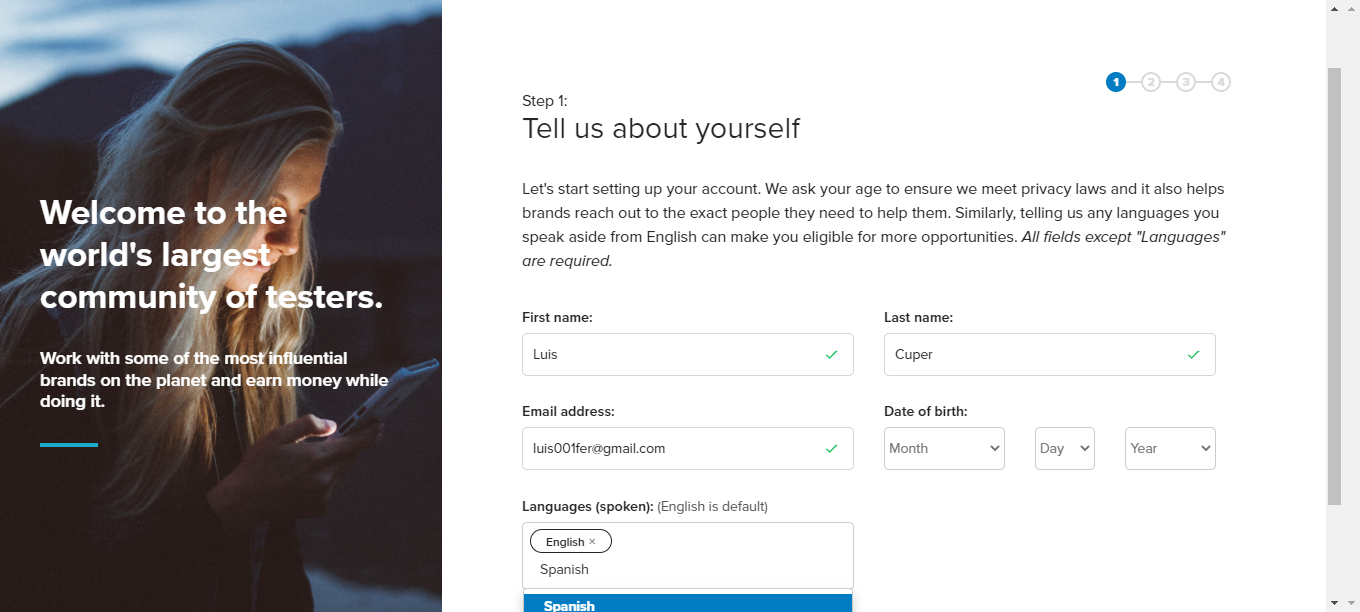 Welcome to the
world's largest
community of testers.
Work with some of the most influential
brands on the planet and earn money while
doing it.
1 2 3 4
Step 1:
Tell us about yourself
Let's start setting up your account. We ask your age to ensure we meet privacy laws and it also helps
brands reach out to the exact people they need to help them. Similarly, telling us any languages you
speak aside from English can make you eligible for more opportunities. All fields except "Languages"
are required.
First name: Last name:
Luis Cuper
Email address: Date of birth:
luis001fer@gmail.com Month Day Year
Languages (spoken): (English is default)
English ×
Spanish
Spanish